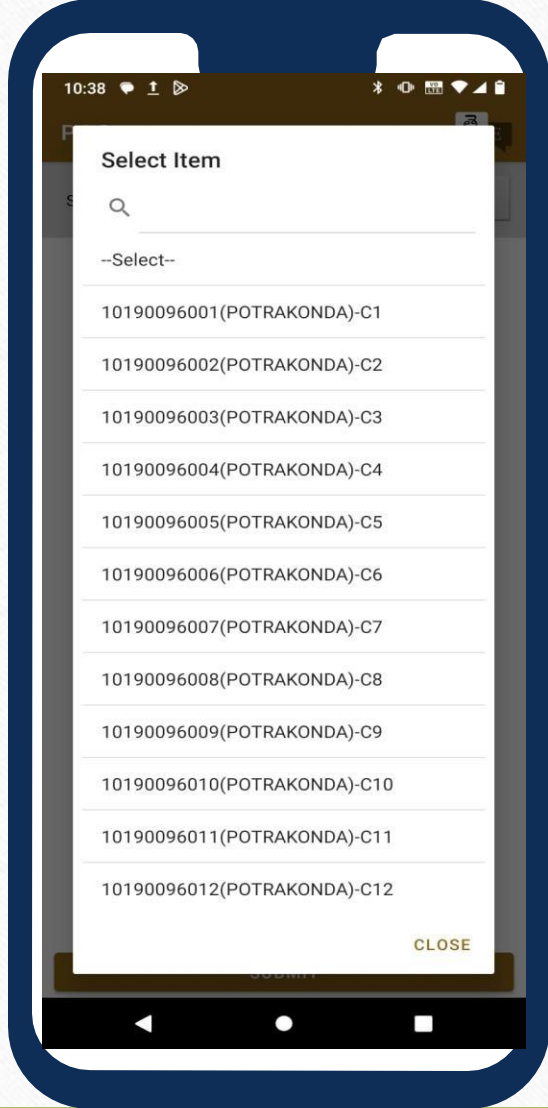 10:38
Select Item
--Select--
10190096001(POTRAKONDA)-C1
10190096002(POTRAKONDA)-C2
10190096003(POTRAKONDA)-C3
10190096004(POTRAKONDA)-C4
10190096005(POTRAKONDA)-C5
10190096006(POTRAKONDA)-C6
10190096007(POTRAKONDA)-C7
10190096008(POTRAKONDA)-C8
10190096009(POTRAKONDA)-C9
10190096010(POTRAKONDA)-C10
10190096011(POTRAKONDA)-C11
10190096012(POTRAKONDA)-C12
CLOSE
SUBMIT